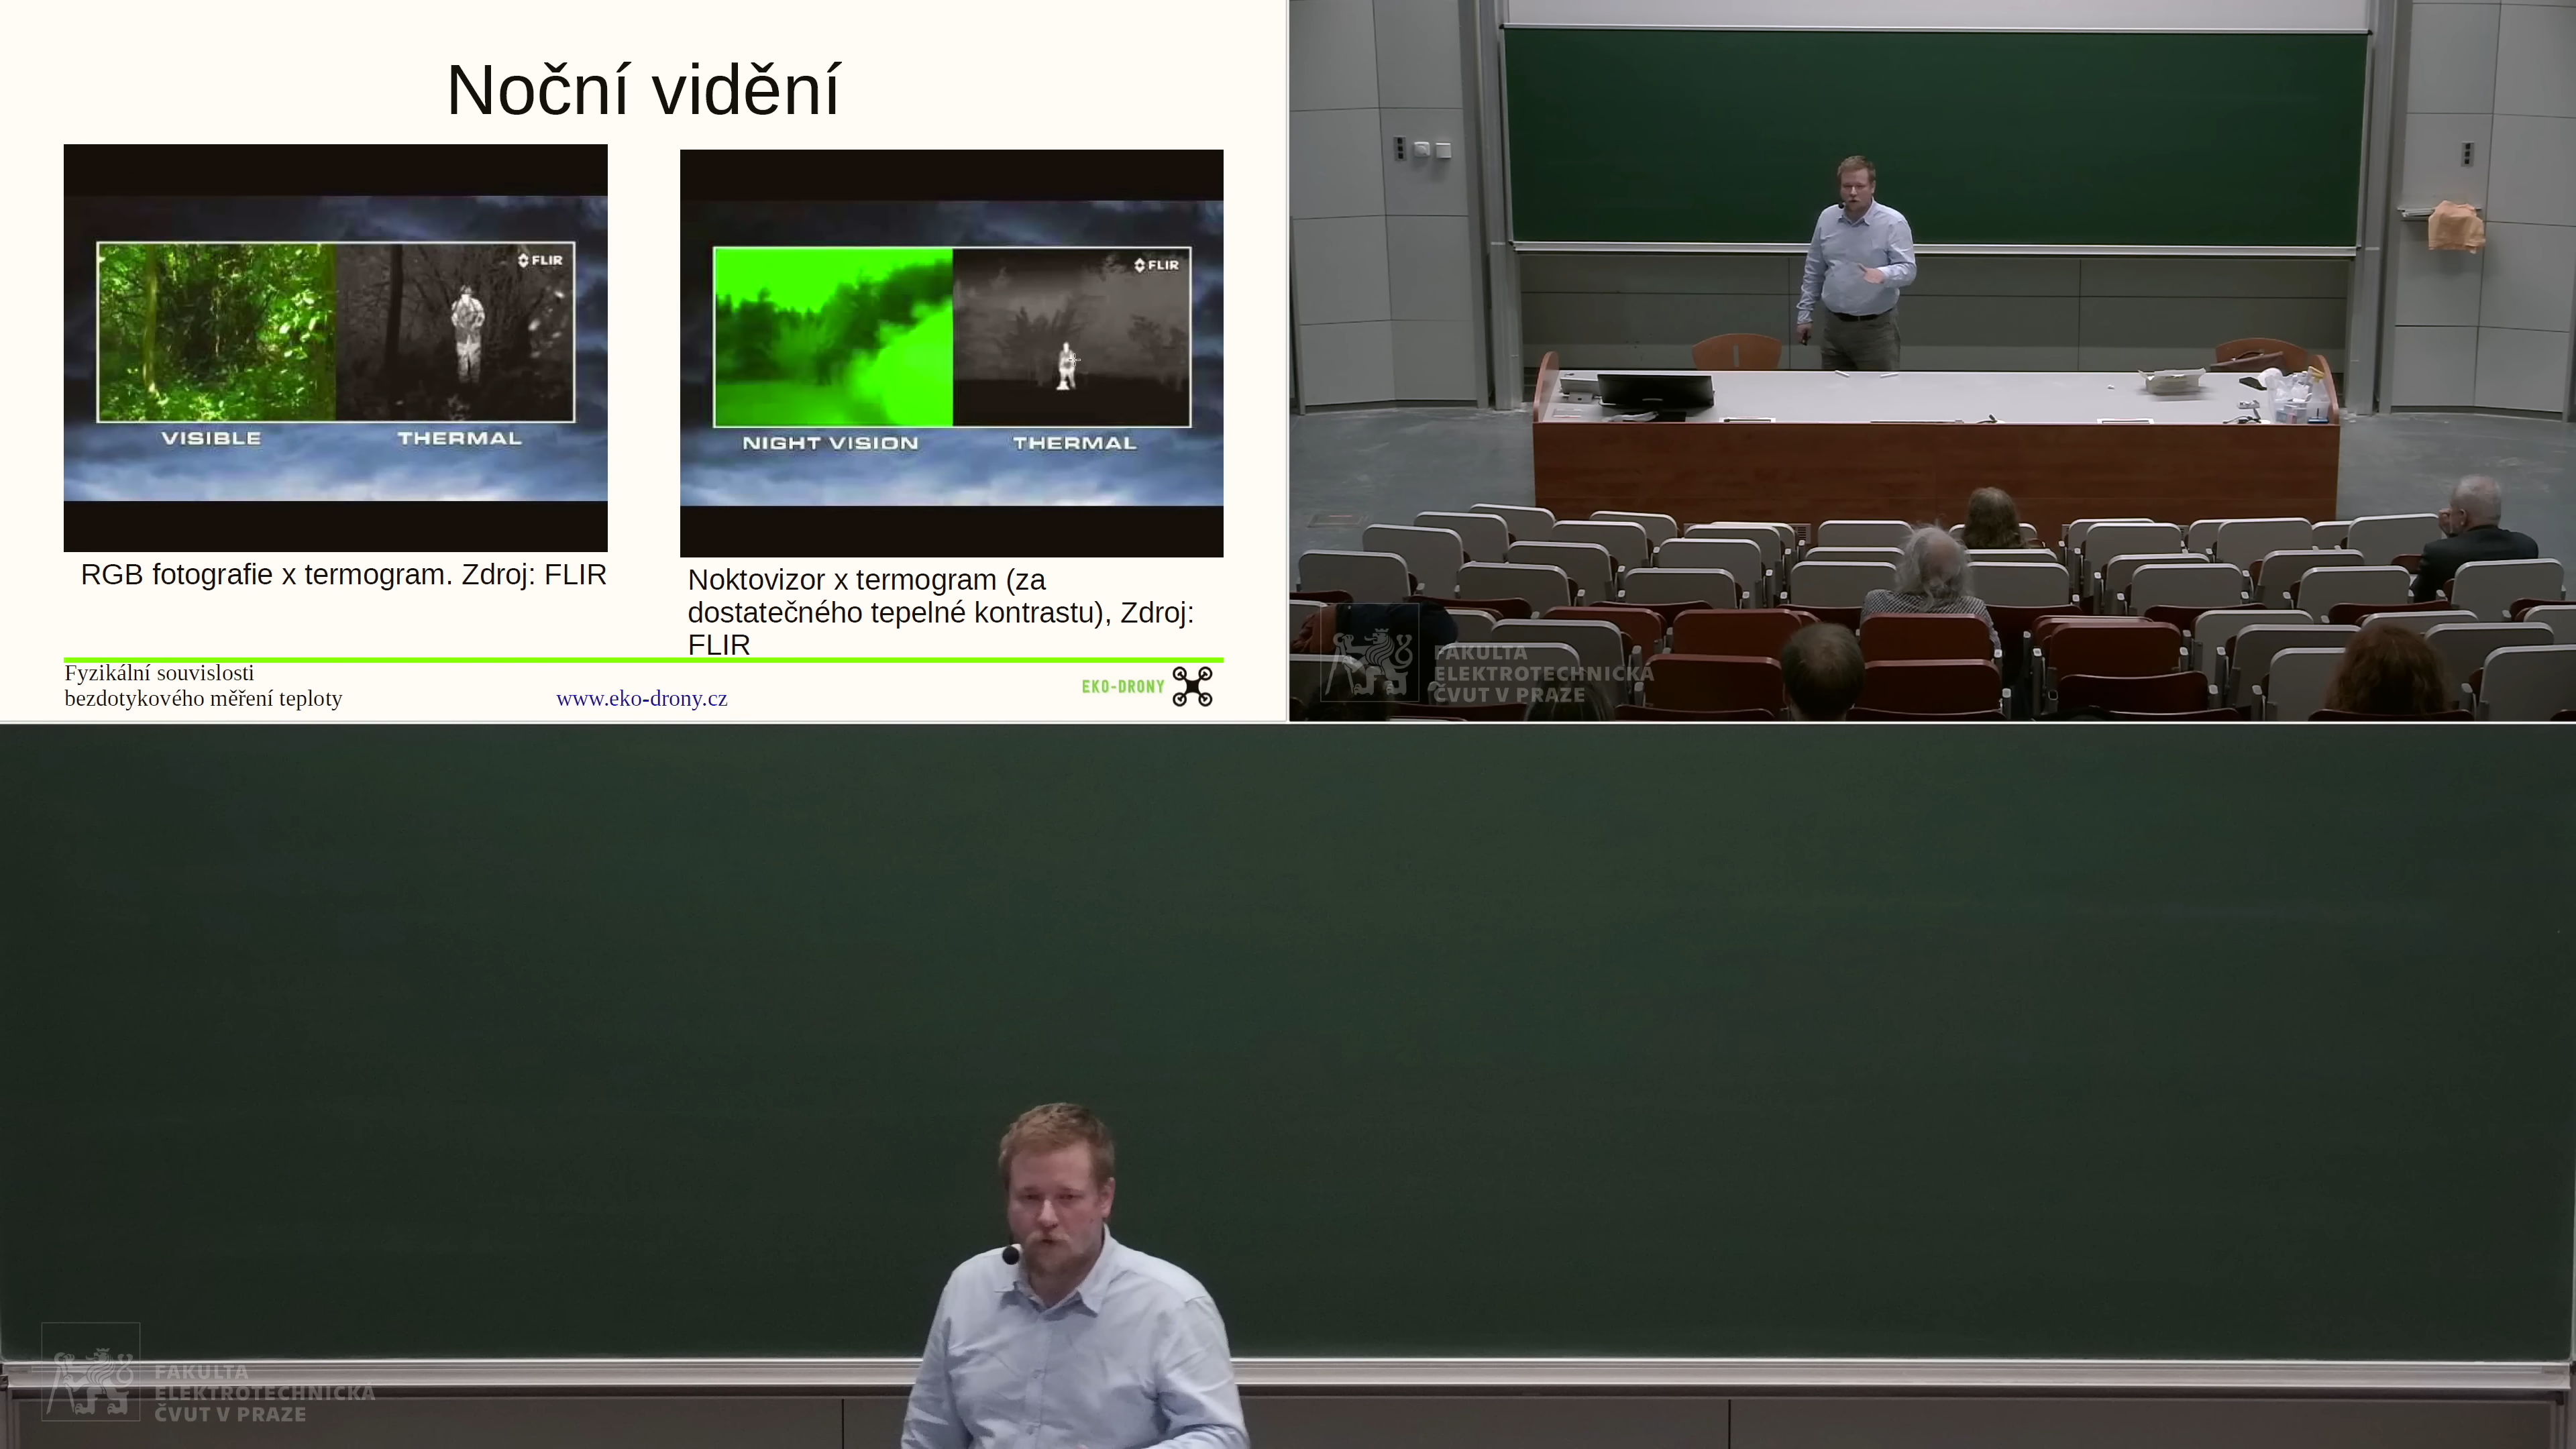 Noční vidění
FLIR
VISIBLE THERMAL
FLIR
NIGHT VISION THERMAL
RGB fotografie x termogram. Zdroj: FLIR
Noktovizor x termogram (za
dostatečného tepelné kontrastu), Zdroj:
FLIR
Fyzikální souvislosti
bezdotykového měření teploty
www.eko-drony.cz
EKO-DRONY
FAKULTA
ELEKTROTECHNICKÁ
ČVUT V PRAZE
FAKULTA
ELEKTROTECHNICKÁ
ČVUT V PRAZE